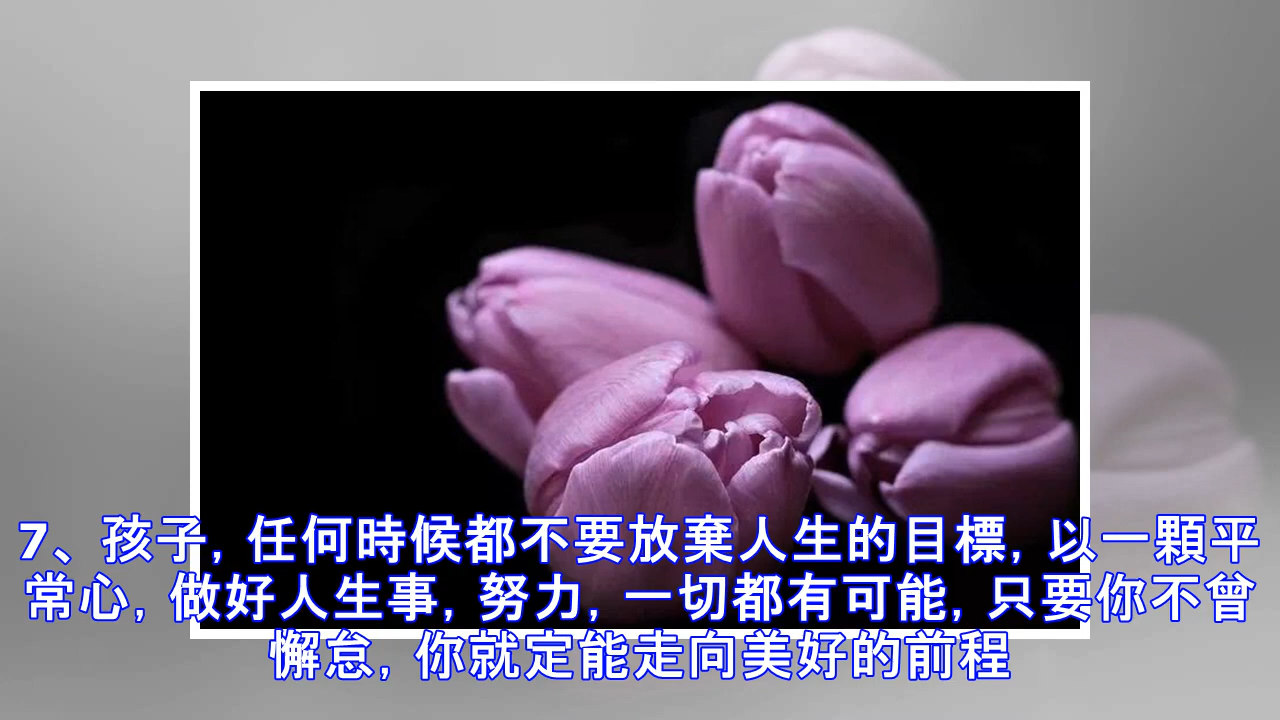 7、孩子, 任何時候都不要放棄人生的目標, 以一顆平
常心, 做好人生事, 努力, 一切都有可能, 只要你不曾
懈怠, 你就定能走向美好的前程